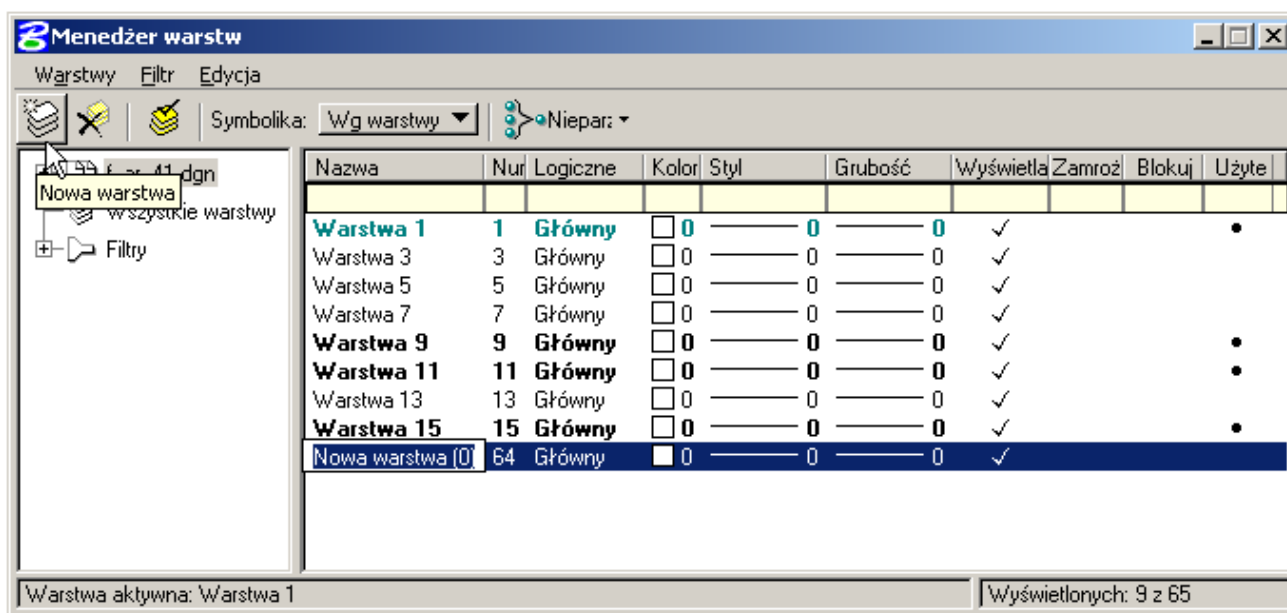 Menedżer warstw
Warstwy Filtr Edycja
Symbolika: Wg warstwy Nieparz
dgn
Nowa warstwa
Wszystkie warstwy
Filtry
Nazwa Nur Logiczne Kolor Styl Grubość Wyświetla Zamroż Blokuj Użyte
Warstwa 1 1 Główny 0 0 0
Warstwa 3 3 Główny 0 0 0
Warstwa 5 5 Główny 0 0 0
Warstwa 7 7 Główny 0 0 0
Warstwa 9 9 Główny 0 0 0
Warstwa 11 11 Główny 0 0 0
Warstwa 13 13 Główny 0 0 0
Warstwa 15 15 Główny 0 0 0
Nowa warstwa (0) 64 Główny 0 0 0
Warstwa aktywna: Warstwa 1 Wyświetlonych: 9 z 65